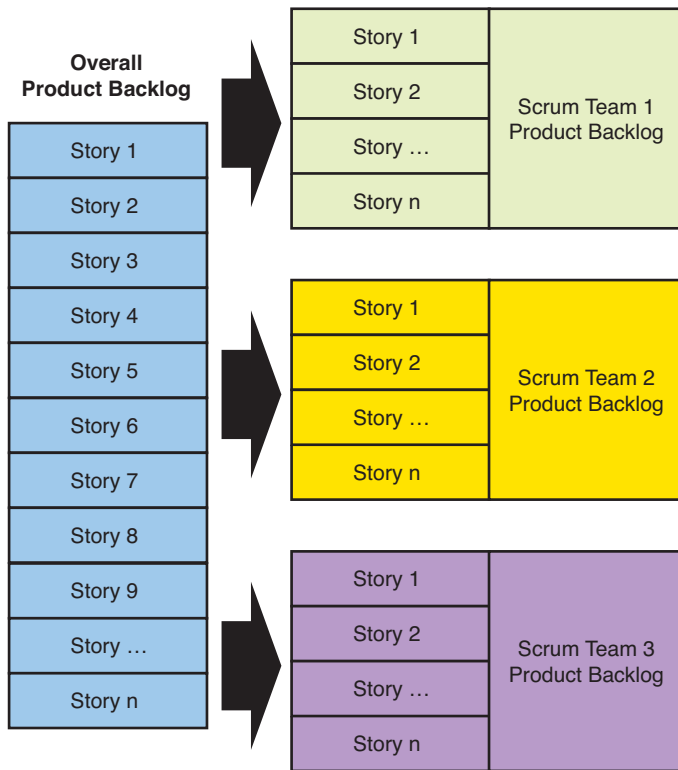 Overall
Product Backlog
Story 1
Story 2
Story 3
Story 4
Story 5
Story 6
Story 7
Story 8
Story 9
Story …
Story n
Story 1
Story 2
Story …
Story n
Scrum Team 1
Product Backlog
Story 1
Story 2
Story …
Story n
Scrum Team 2
Product Backlog
Story 1
Story 2
Story …
Story n
Scrum Team 3
Product Backlog